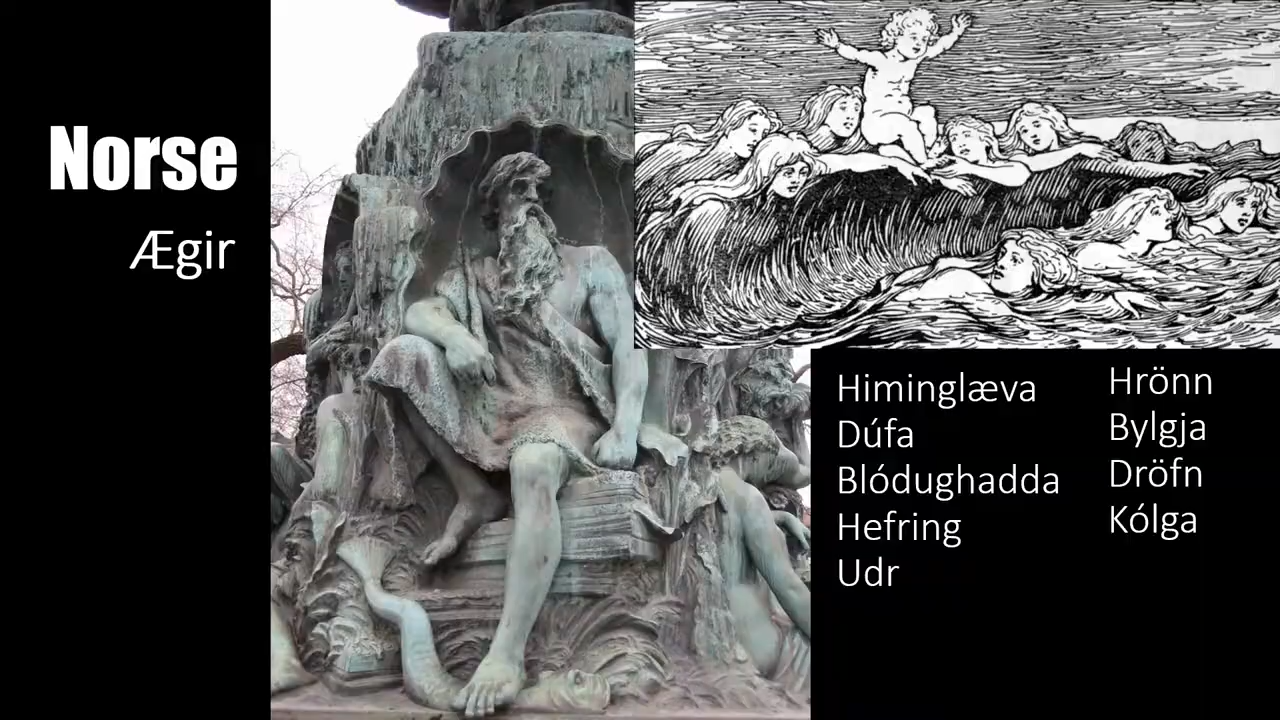 Norse
Ægir
Himinglæva
Dúfa
Blódughadda
Hefring
Udr
Hrönn
Bylgja
Dröfn
Kólga